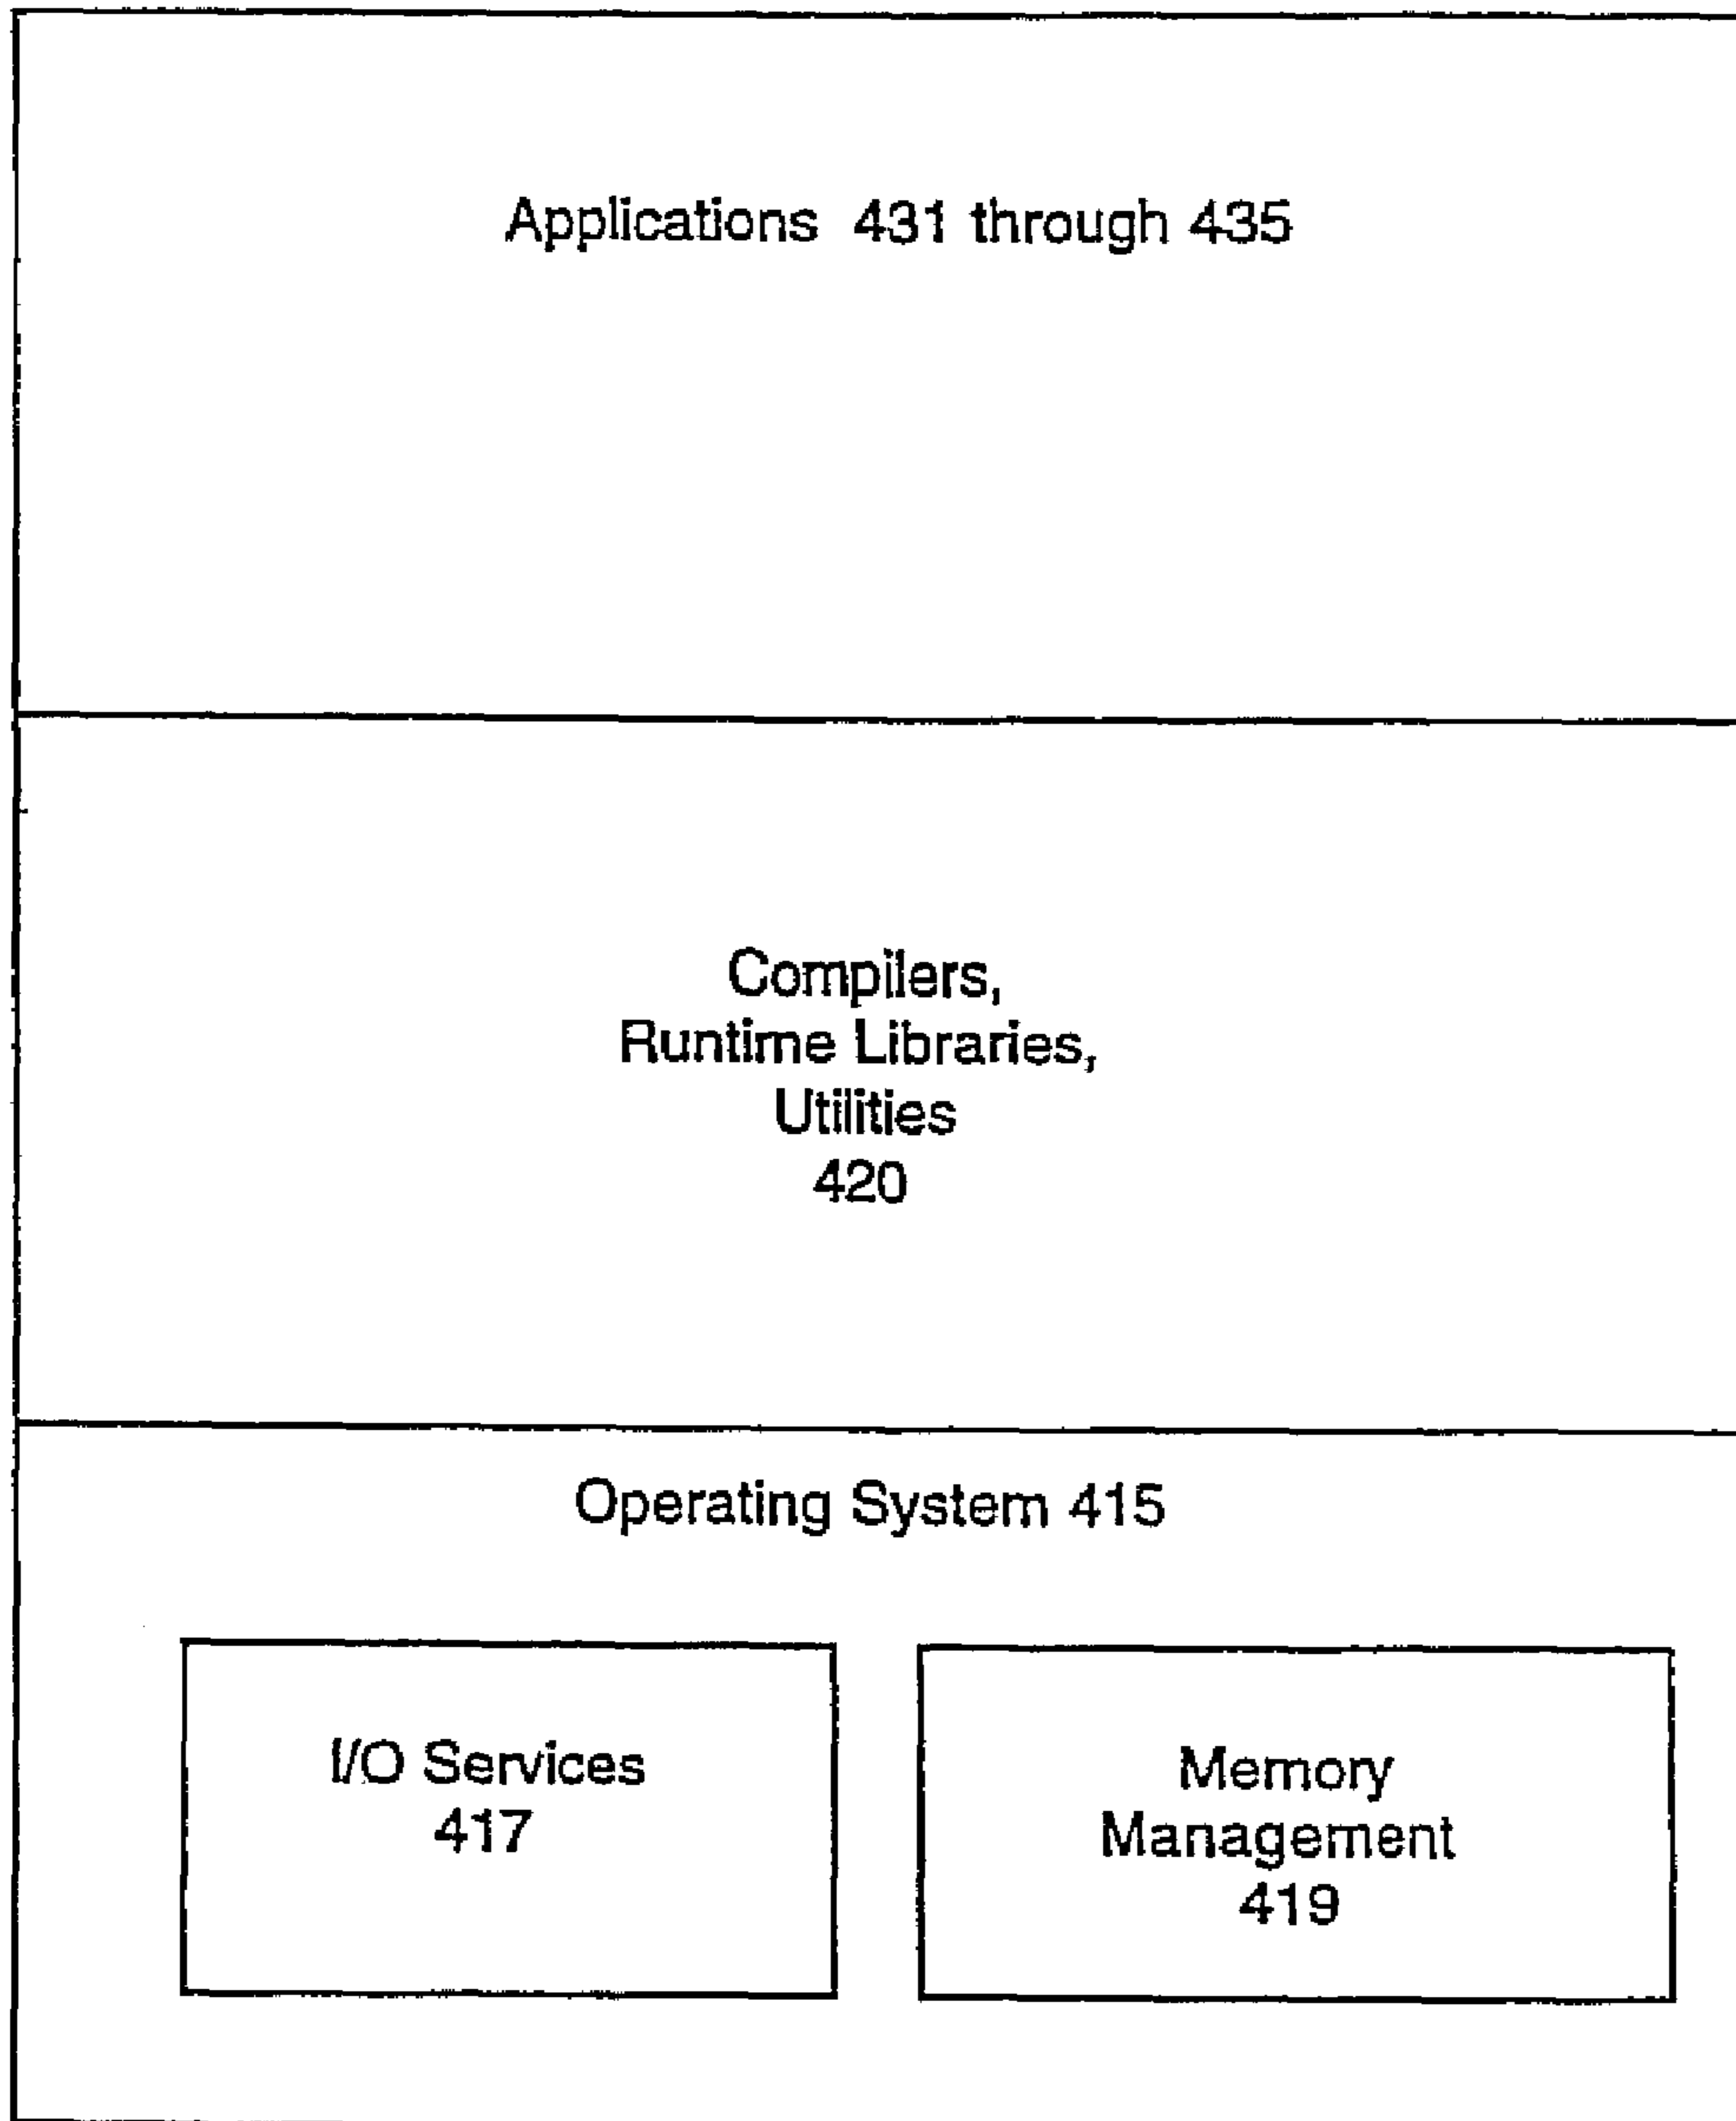 Applications 431 through 435
Compilers,
Runtime Libraries,
Utilities
420
Operating System 415
I/O Services
417
Memory
Management
419